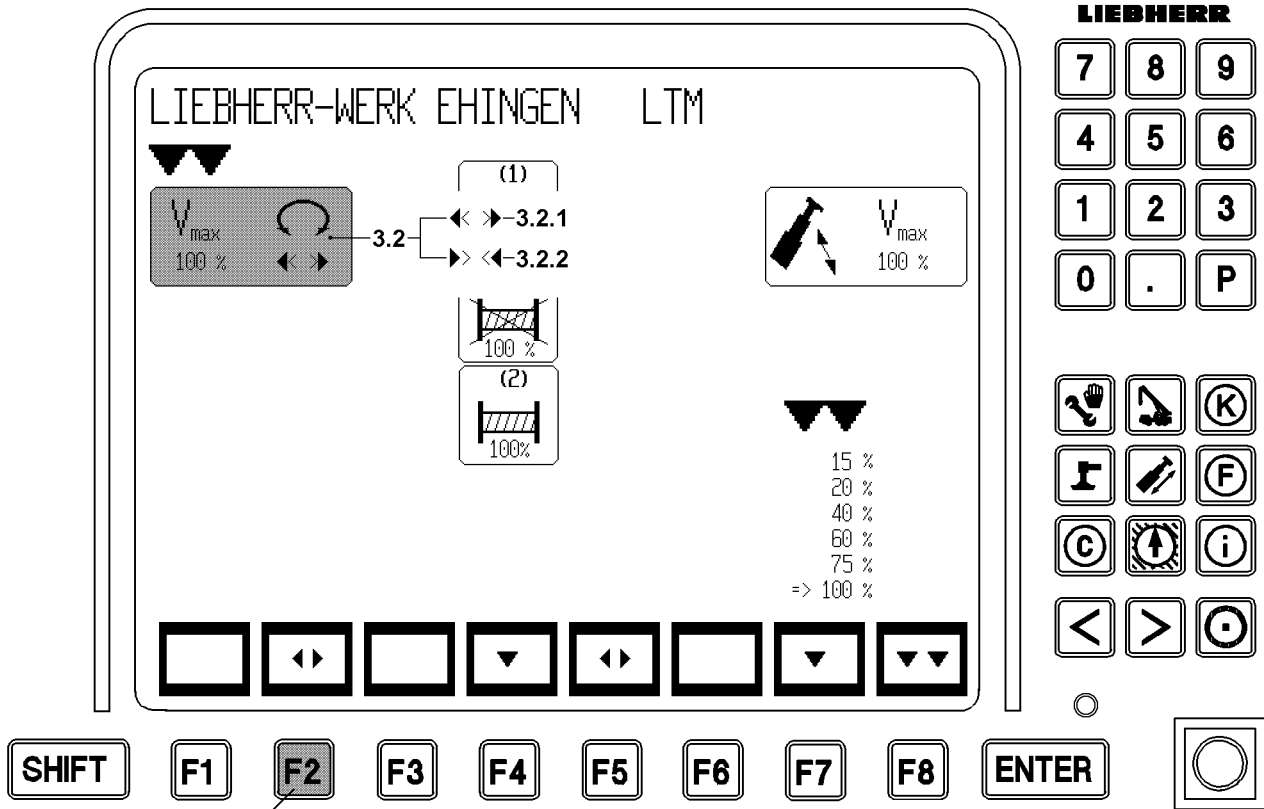 LIEBHERR
LIEBHERR-WERK EHINGEN LTM
Vmax
100 %
3.2
(1)
3.2.1
3.2.2
100 %
(2)
100%
Vmax
100 %
15 %
20 %
40 %
60 %
75 %
=> 100 %
7 8 9
4 5 6
1 2 3
0 . P
K
F
C i
< >
SHIFT F1 F2 F3 F4 F5 F6 F7 F8 ENTER